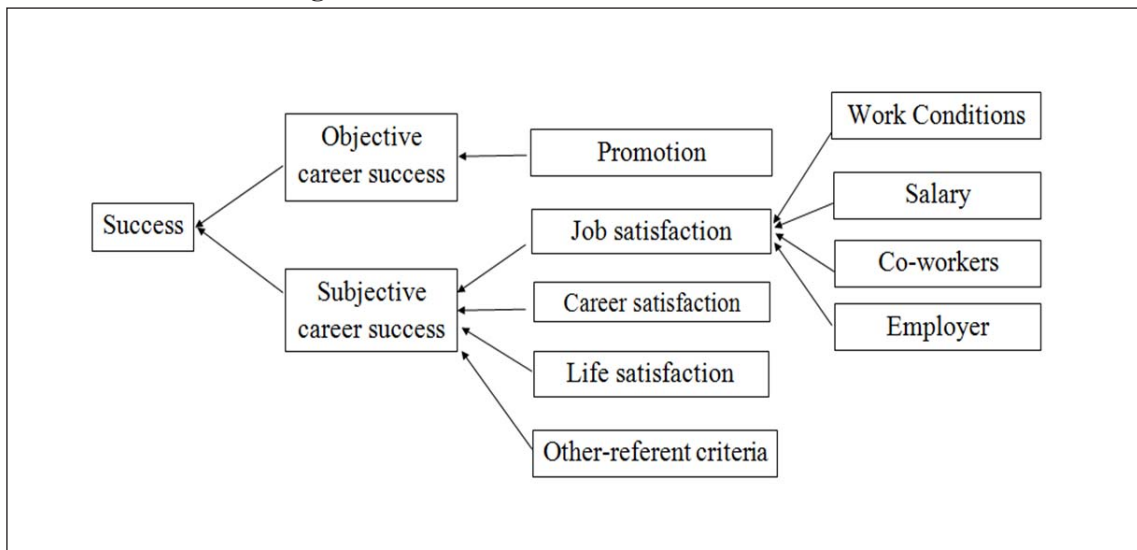 Success
Objective
career success
Subjective
career success
Promotion
Job satisfaction
Career satisfaction
Life satisfaction
Other-referent criteria
Work Conditions
Salary
Co-workers
Employer